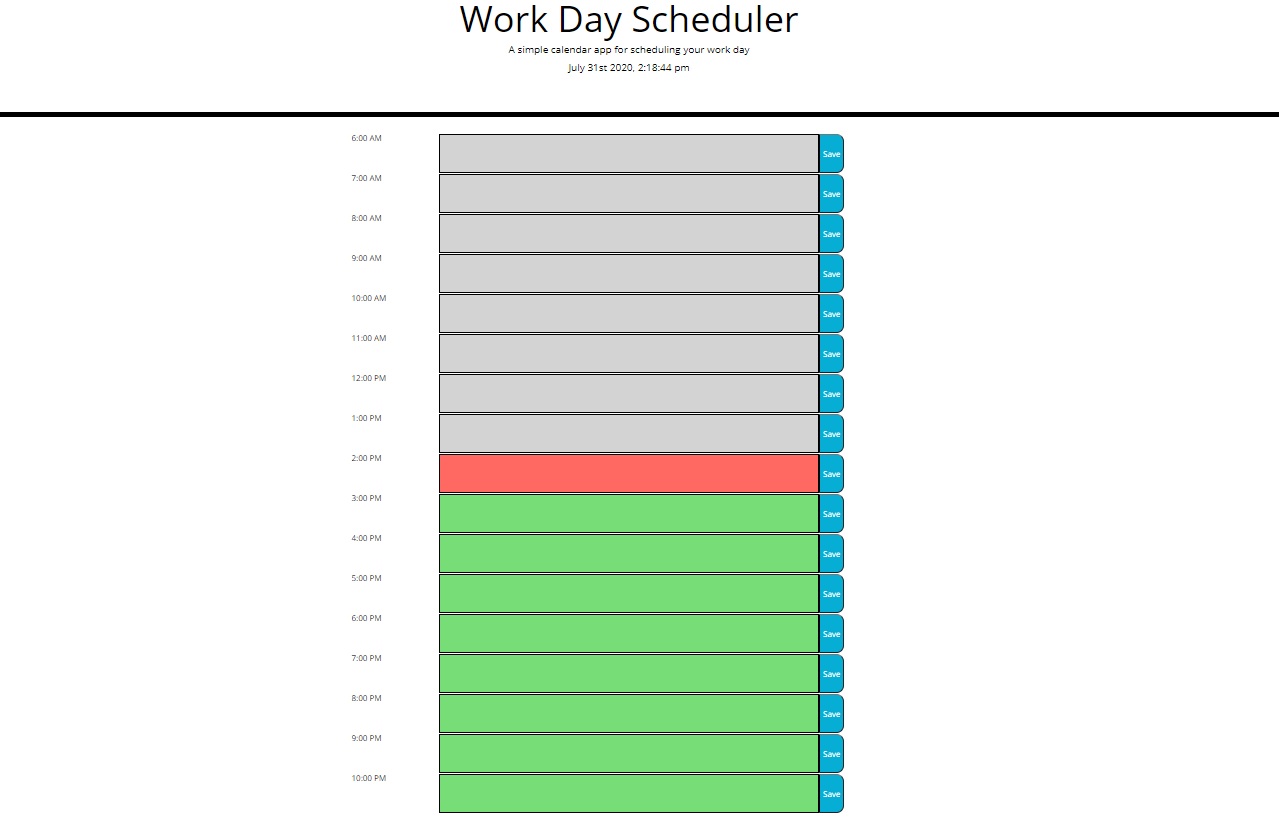 Work Day Scheduler
A simple calendar app for scheduling your work day
July 31st 2020, 2:18:44 pm
6:00 AM Save
7:00 AM Save
8:00 AM Save
9:00 AM Save
10:00 AM Save
11:00 AM Save
12:00 PM Save
1:00 PM Save
2:00 PM Save
3:00 PM Save
4:00 PM Save
5:00 PM Save
6:00 PM Save
7:00 PM Save
8:00 PM Save
9:00 PM Save
10:00 PM Save